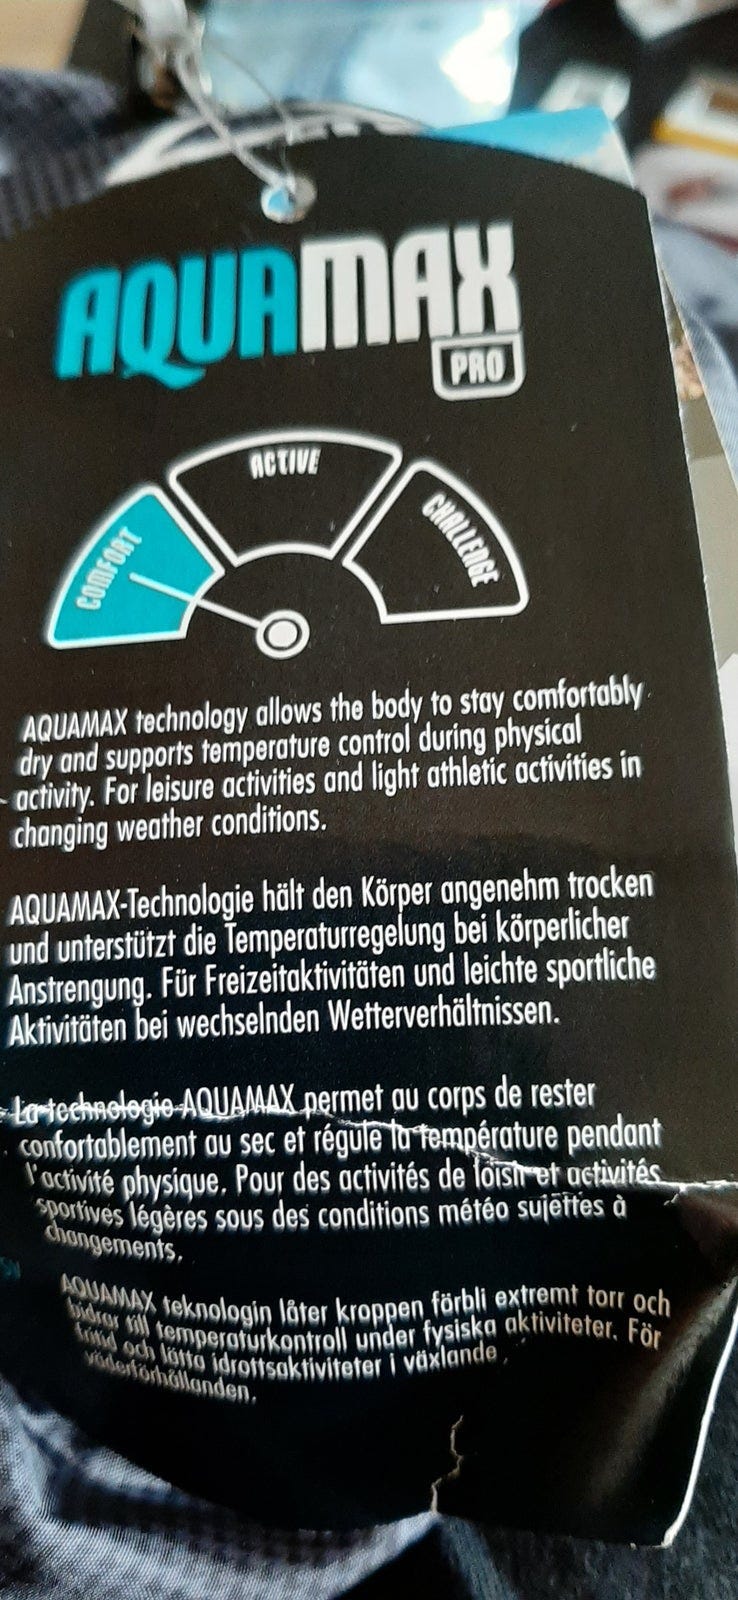 AQUAMAX
PRO
ACTIVE
COMFORT
CHALLENGE
AQUAMAX technology allows the body to stay comfortably
dry and supports temperature control during physical
activity. For leisure activities and light athletic activities in
changing weather conditions.
AQUAMAX-Technologie hält den Körper angenehm trocken
und unterstützt die Temperaturregelung bei körperlicher
Anstrengung. Für Freizeitaktivitäten und leichte sportliche
Aktivitäten bei wechselnden Wetterverhältnissen.
La technologie AQUAMAX permet au corps de rester
confortablement au sec et régule la température pendant
l'activité physique. Pour des activités de loisir et activités
sportives légères sous des conditions météo sujettes à
changements.
AQUAMAX teknologin låter kroppen förbli extremt torr och
bidrar till temperaturkontroll under fysiska aktiviteter. För
fritid och lätta idrottsaktiviteter i växlande
väderförhållanden.